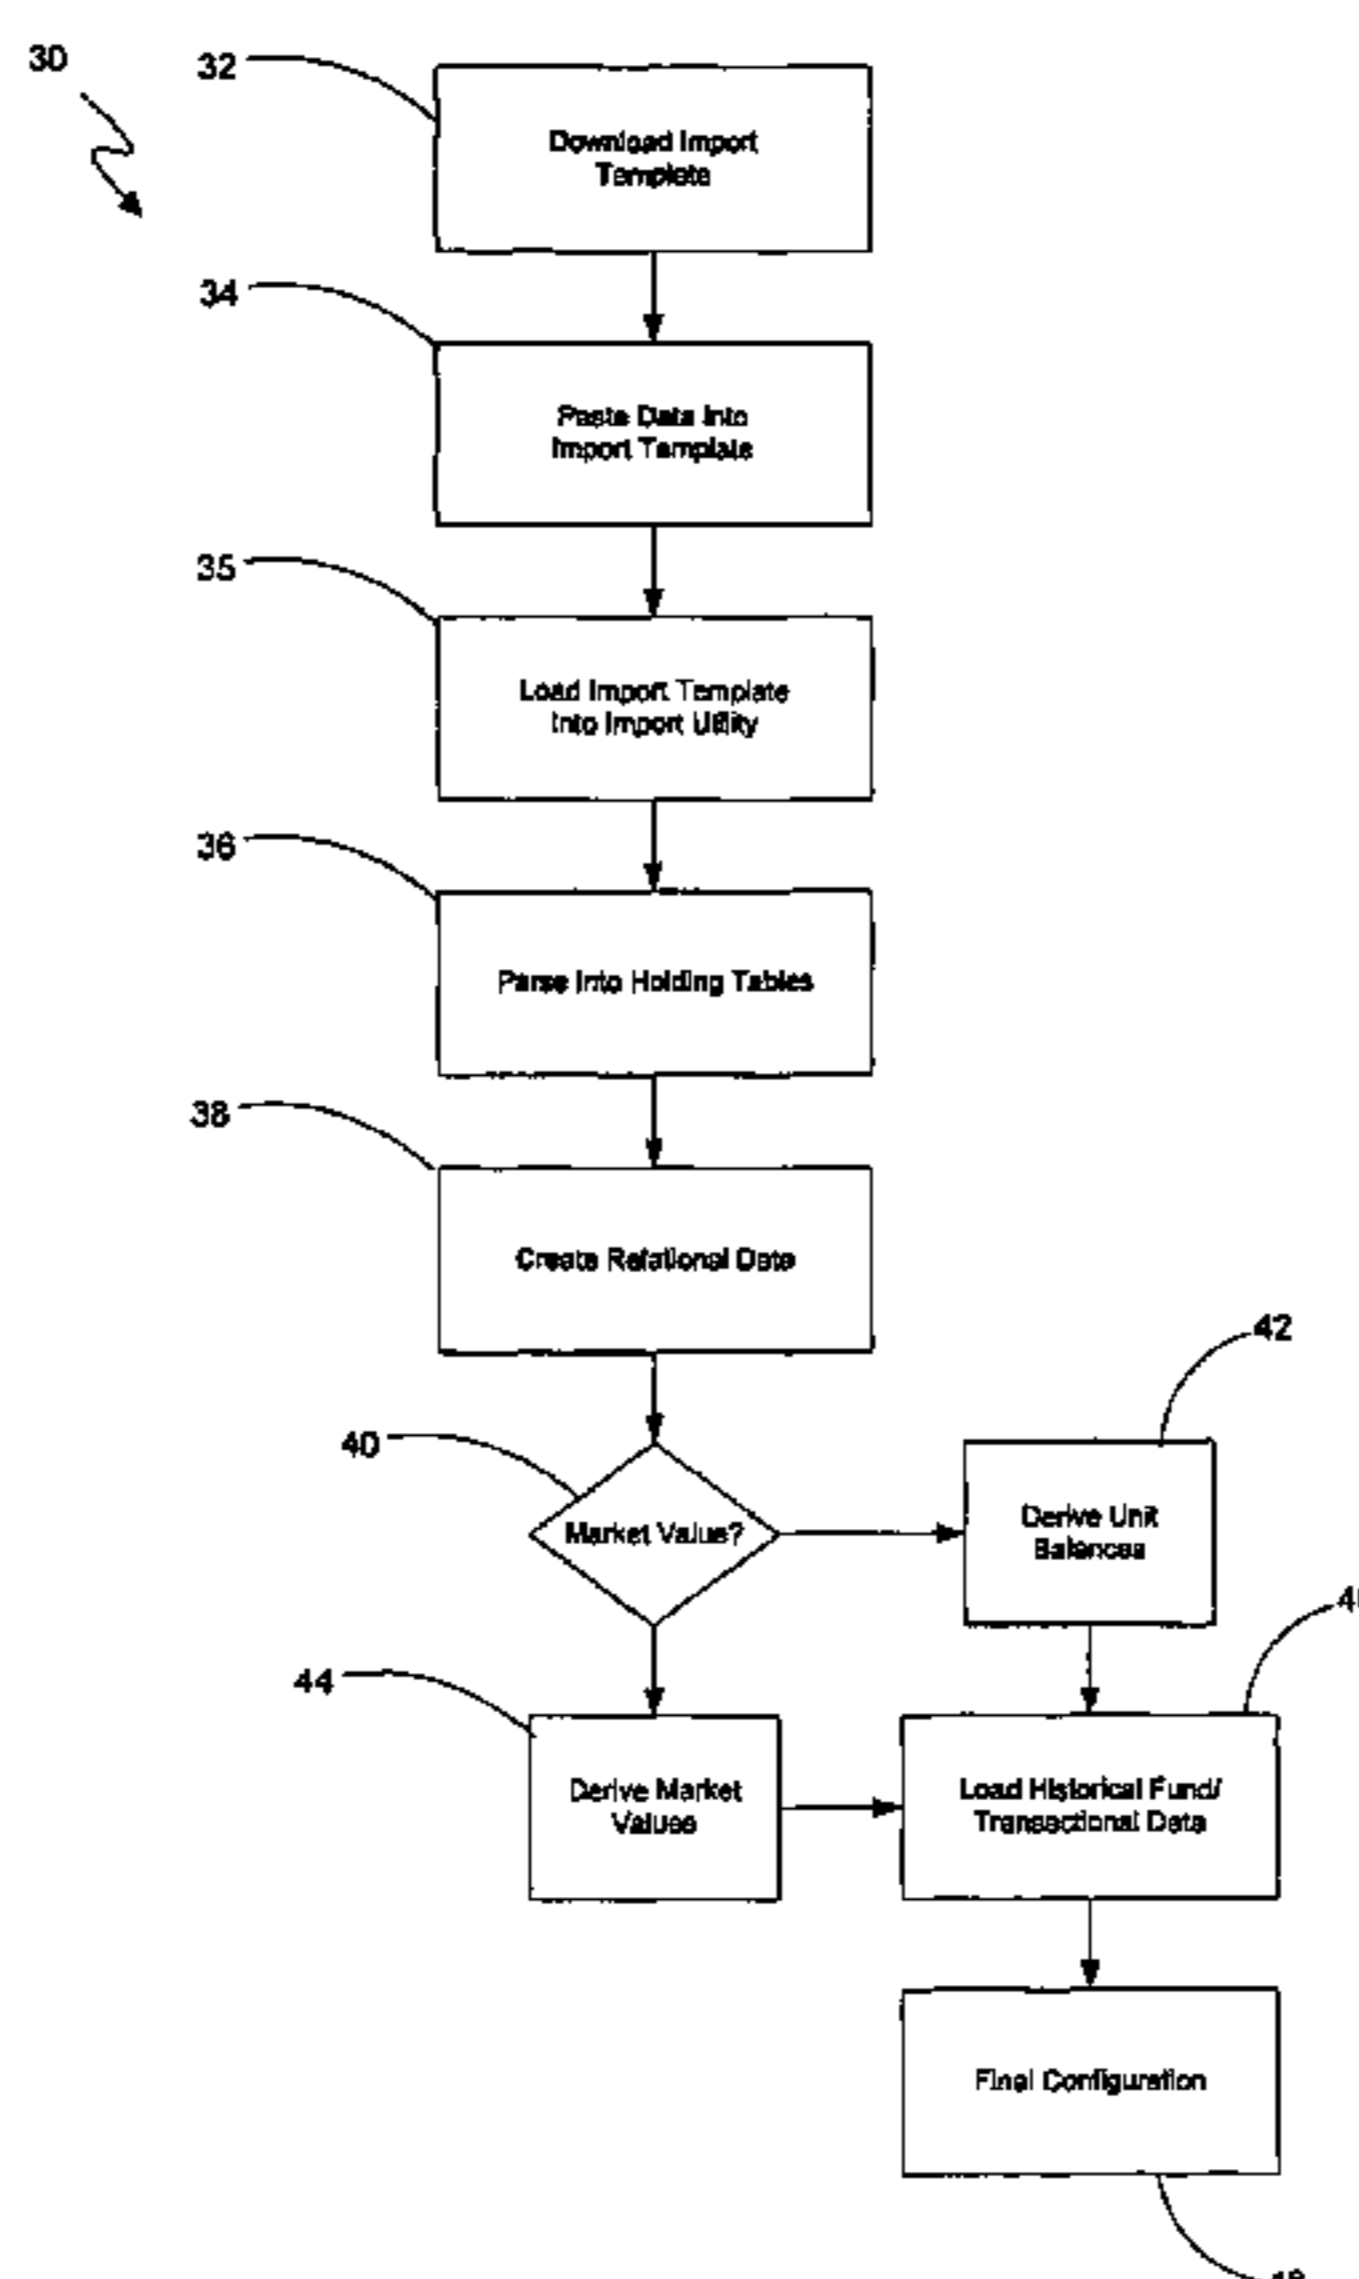 30
32
Download Import
Template
34
Paste Data Into
Import Template
35
Load Import Template
Into Import Utility
36
Parse Into Holding Tables
38
Create Relational Data
40
Market Value?
42
Derive Unit
Balances
44
Derive Market
Values
Load Historical Fund/
Transactional Data
Final Configuration